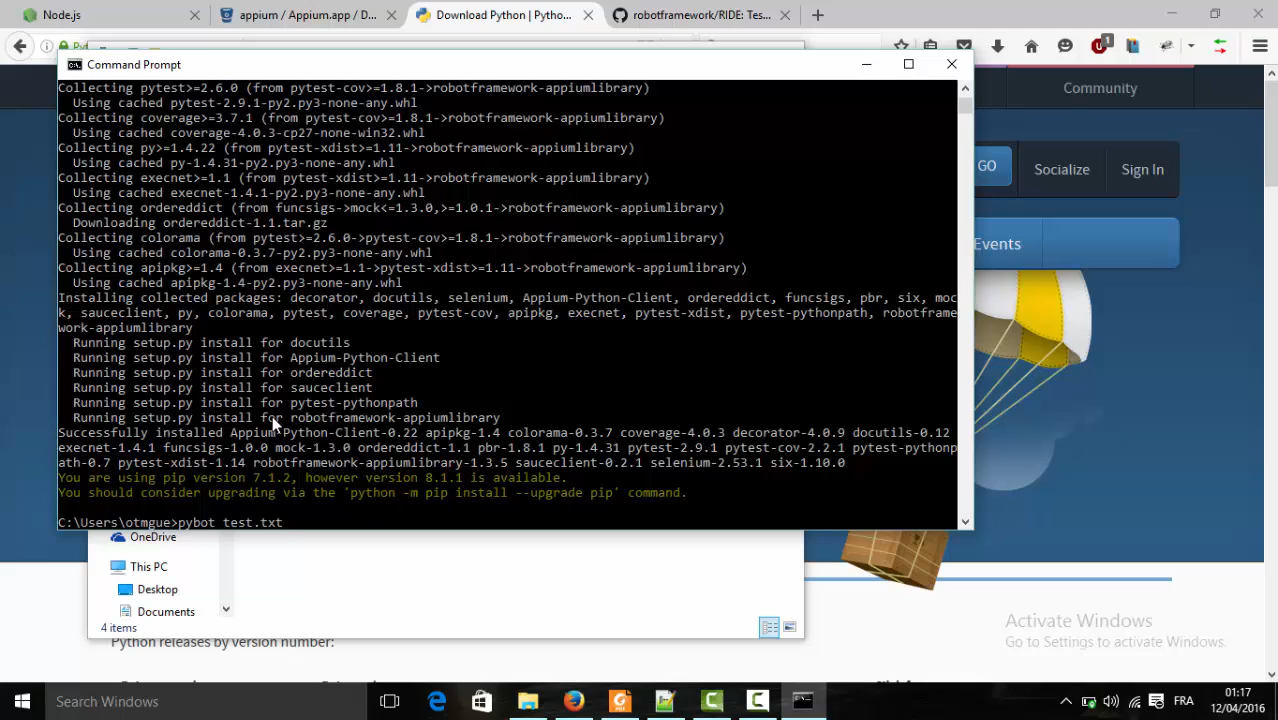 Node.js
appium / Appium.app / D...
Download Python | Pytho...
robotframework/RIDE: Tes...
1
Command Prompt
Community
GO
Socialize
Sign In
Events
Collecting pytest>=2.6.0 (from pytest-cov>=1.8.1->robotframework-appiumlibrary)
Using cached pytest-2.9.1-py2.py3-none-any.whl
Collecting coverage>=3.7.1 (from pytest-cov>=1.8.1->robotframework-appiumlibrary)
Using cached coverage-4.0.3-cp27-none-win32.whl
Collecting py>=1.4.22 (from pytest-xdist>=1.11->robotframework-appiumlibrary)
Using cached py-1.4.31-py2.py3-none-any.whl
Collecting execnet>=1.1 (from pytest-xdist>=1.11->robotframework-appiumlibrary)
Using cached execnet-1.4.1-py2.py3-none-any.whl
Collecting ordereddict (from funcsigs->mock<=1.3.0,>=1.0.1->robotframework-appiumlibrary)
Downloading ordereddict-1.1.tar.gz
Collecting colorama (from pytest>=2.6.0->pytest-cov>=1.8.1->robotframework-appiumlibrary)
Using cached colorama-0.3.7-py2.py3-none-any.whl
Collecting apipkg>=1.4 (from execnet>=1.1->pytest-xdist>=1.11->robotframework-appiumlibrary)
Using cached apipkg-1.4-py2.py3-none-any.whl
Installing collected packages: decorator, docutils, selenium, Appium-Python-Client, ordereddict, funcsigs, pbr, six, moc
k, sauceclient, py, colorama, pytest, coverage, pytest-cov, apipkg, execnet, pytest-xdist, pytest-pythonpath, robotframe
work-appiumlibrary
Running setup.py install for docutils
Running setup.py install for Appium-Python-Client
Running setup.py install for ordereddict
Running setup.py install for sauceclient
Running setup.py install for pytest-pythonpath
Running setup.py install for robotframework-appiumlibrary
Successfully installed Appium-Python-Client-0.22 apipkg-1.4 colorama-0.3.7 coverage-4.0.3 decorator-4.0.9 docutils-0.12
execnet-1.4.1 funcsigs-1.0.0 mock-1.3.0 ordereddict-1.1 pbr-1.8.1 py-1.4.31 pytest-2.9.1 pytest-cov-2.2.1 pytest-pythonp
ath-0.7 pytest-xdist-1.14 robotframework-appiumlibrary-1.3.5 sauceclient-0.2.1 selenium-2.53.1 six-1.10.0
You are using pip version 7.1.2, however version 8.1.1 is available.
You should consider upgrading via the 'python -m pip install --upgrade pip' command.
C:\Users\otmgue>pybot test.txt
OneDrive
This PC
Desktop
Documents
4 items
Python releases by version number:
Activate Windows
Go to Settings to activate Windows.
Search Windows
FRA
01:17
12/04/2016